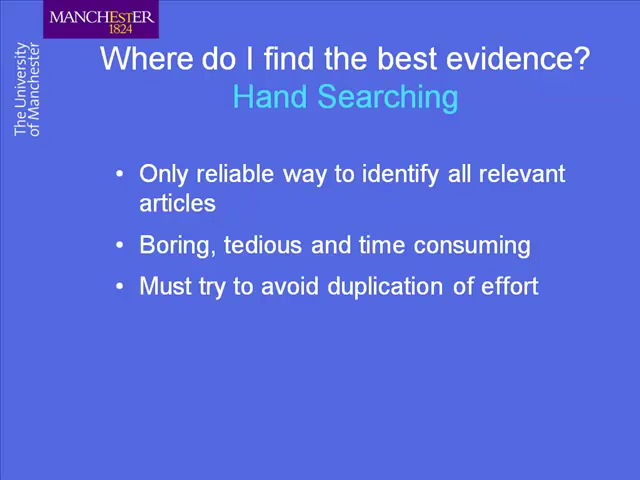 MANCHESTER
1824
The University
of Manchester
Where do I find the best evidence?
Hand Searching
• Only reliable way to identify all relevant
articles
• Boring, tedious and time consuming
• Must try to avoid duplication of effort